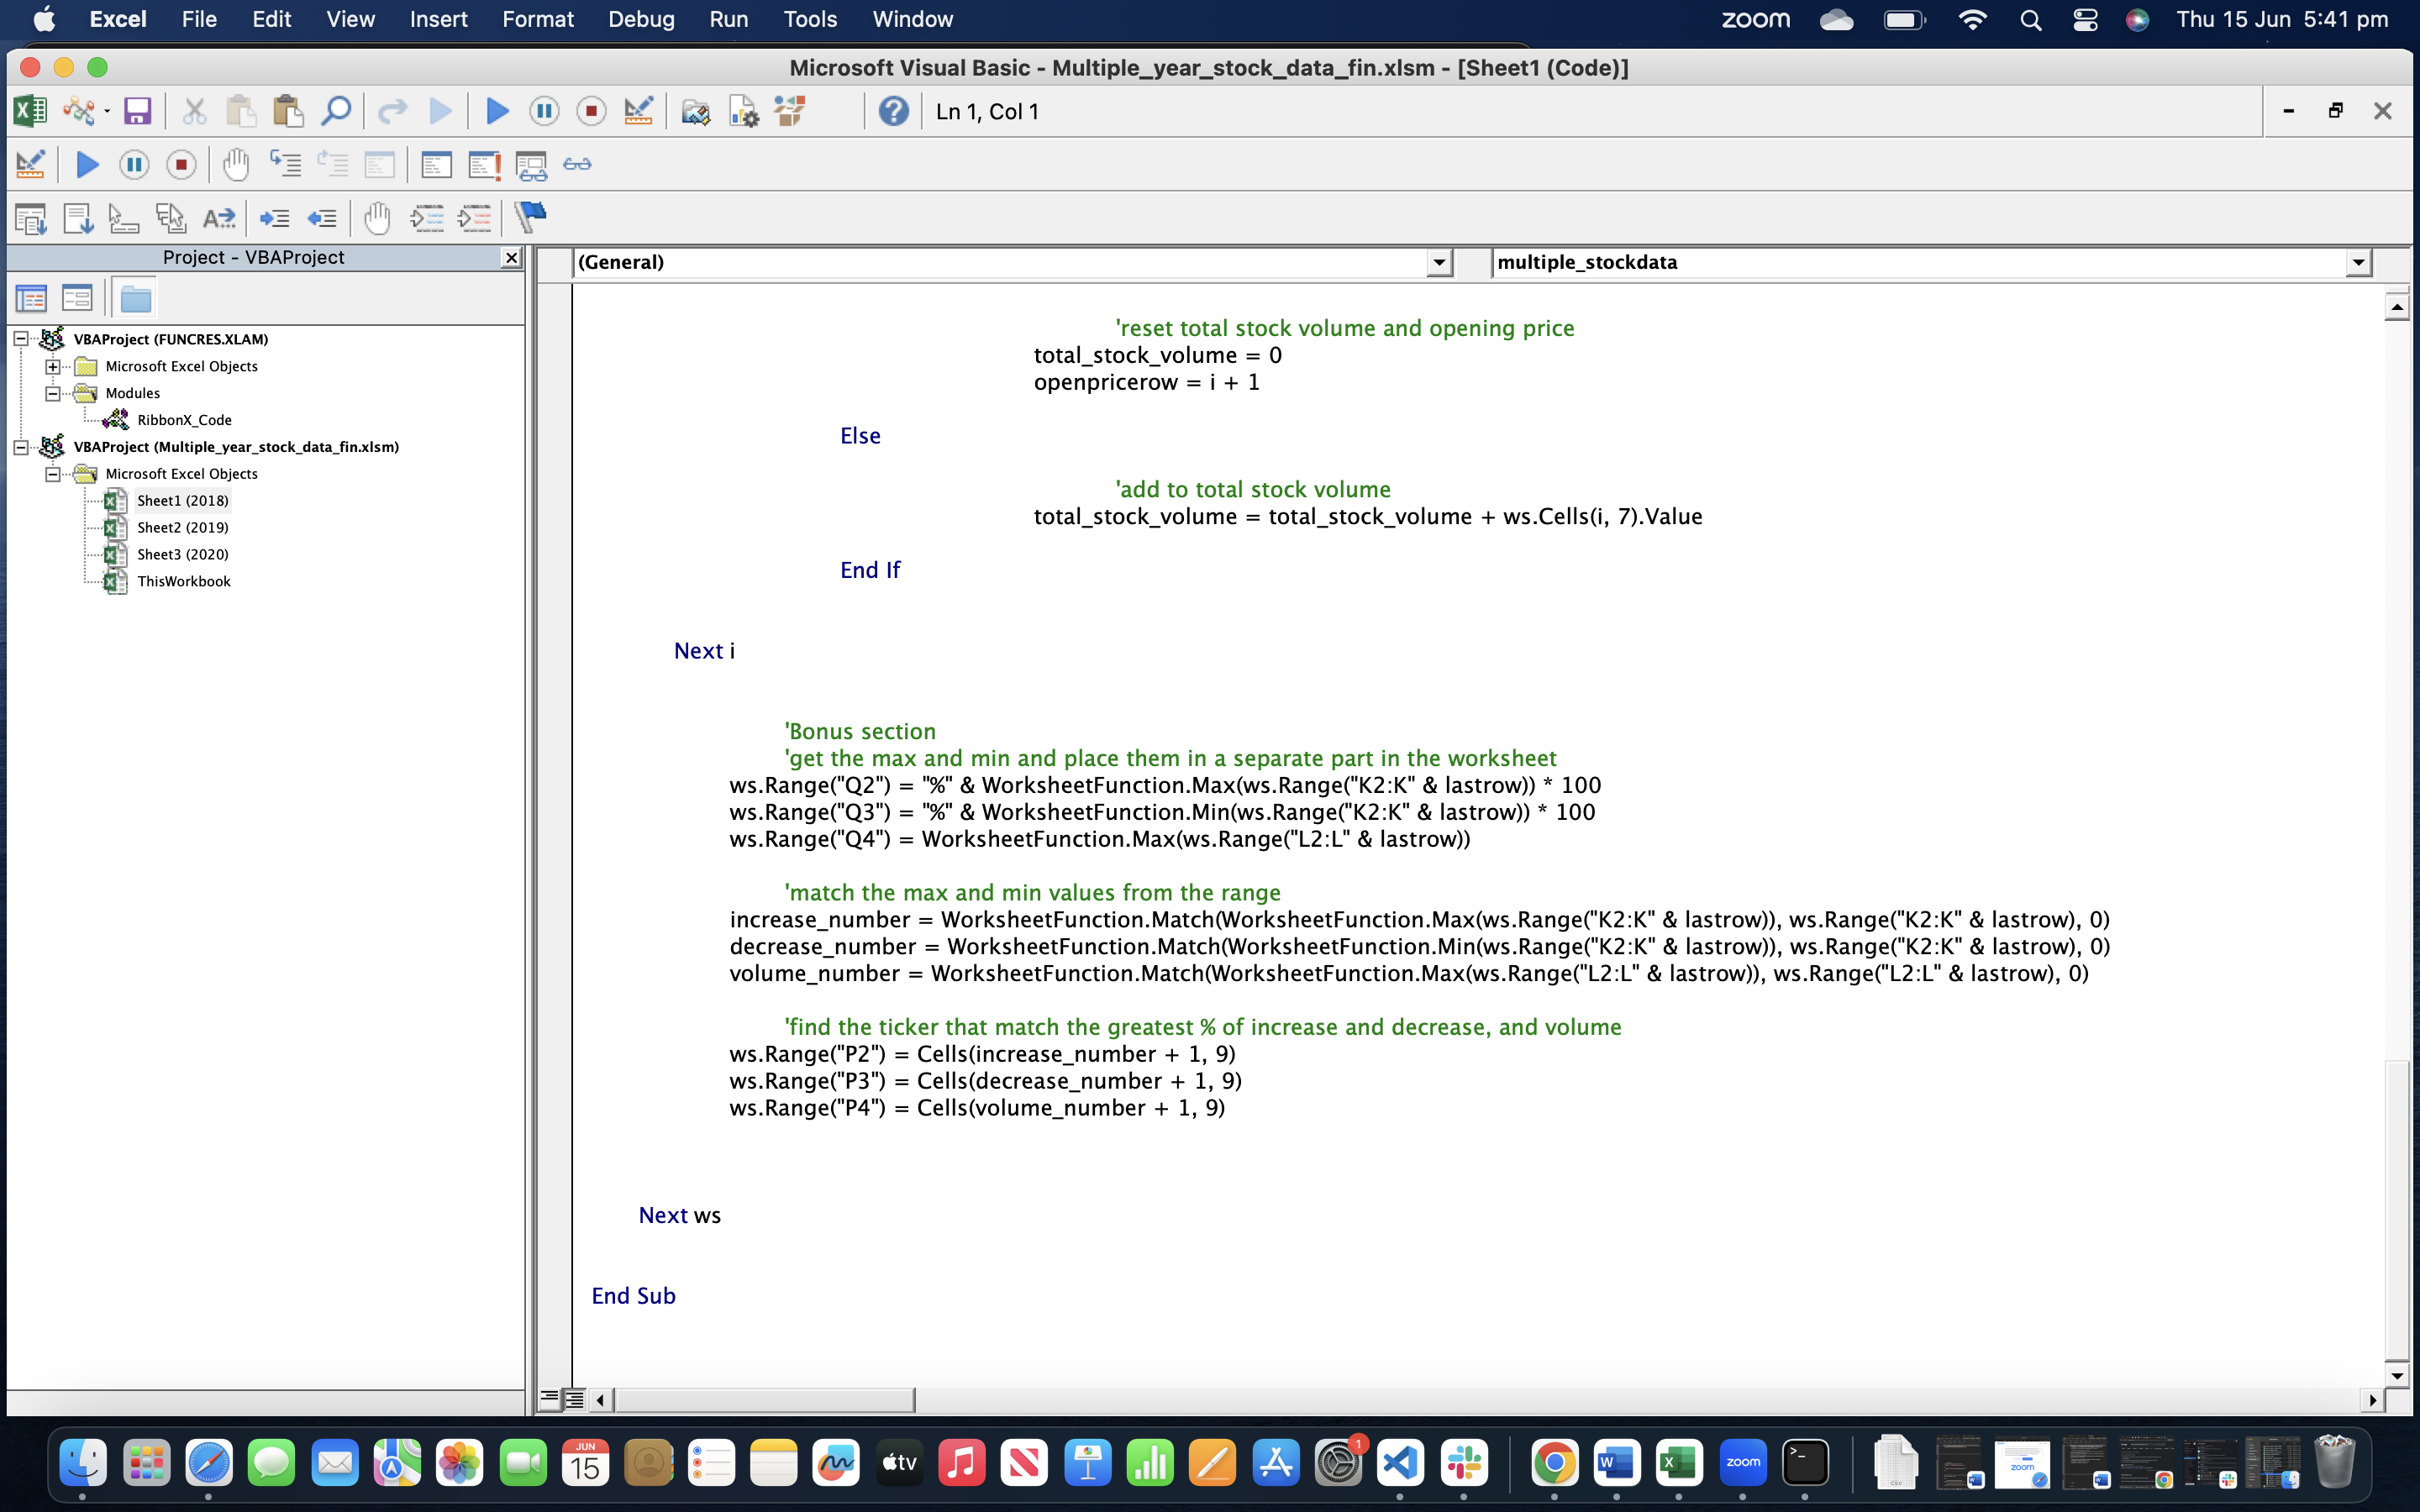 Excel File Edit View Insert Format Debug Run Tools Window zoom Thu 15 Jun 5:41 pm
Microsoft Visual Basic - Multiple_year_stock_data_fin.xlsm - [Sheet1 (Code)]
Ln 1, Col 1
Project - VBAProject
(General)
multiple_stockdata
VBAProject (FUNCRES.XLAM)
Microsoft Excel Objects
Modules
RibbonX_Code
VBAProject (Multiple_year_stock_data_fin.xlsm)
Microsoft Excel Objects
Sheet1 (2018)
Sheet2 (2019)
Sheet3 (2020)
ThisWorkbook
'reset total stock volume and opening price
total_stock_volume = 0
openpricerow = i + 1
Else
'add to total stock volume
total_stock_volume = total_stock_volume + ws.Cells(i, 7).Value
End If
Next i
'Bonus section
'get the max and min and place them in a separate part in the worksheet
ws.Range("Q2") = "%" & WorksheetFunction.Max(ws.Range("K2:K" & lastrow)) * 100
ws.Range("Q3") = "%" & WorksheetFunction.Min(ws.Range("K2:K" & lastrow)) * 100
ws.Range("Q4") = WorksheetFunction.Max(ws.Range("L2:L" & lastrow))
'match the max and min values from the range
increase_number = WorksheetFunction.Match(WorksheetFunction.Max(ws.Range("K2:K" & lastrow)), ws.Range("K2:K" & lastrow), 0)
decrease_number = WorksheetFunction.Match(WorksheetFunction.Min(ws.Range("K2:K" & lastrow)), ws.Range("K2:K" & lastrow), 0)
volume_number = WorksheetFunction.Match(WorksheetFunction.Max(ws.Range("L2:L" & lastrow)), ws.Range("L2:L" & lastrow), 0)
'find the ticker that match the greatest % of increase and decrease, and volume
ws.Range("P2") = Cells(increase_number + 1, 9)
ws.Range("P3") = Cells(decrease_number + 1, 9)
ws.Range("P4") = Cells(volume_number + 1, 9)
Next ws
End Sub
JUN
15
tv
1
W
X
zoom
>_
CSV
zoom